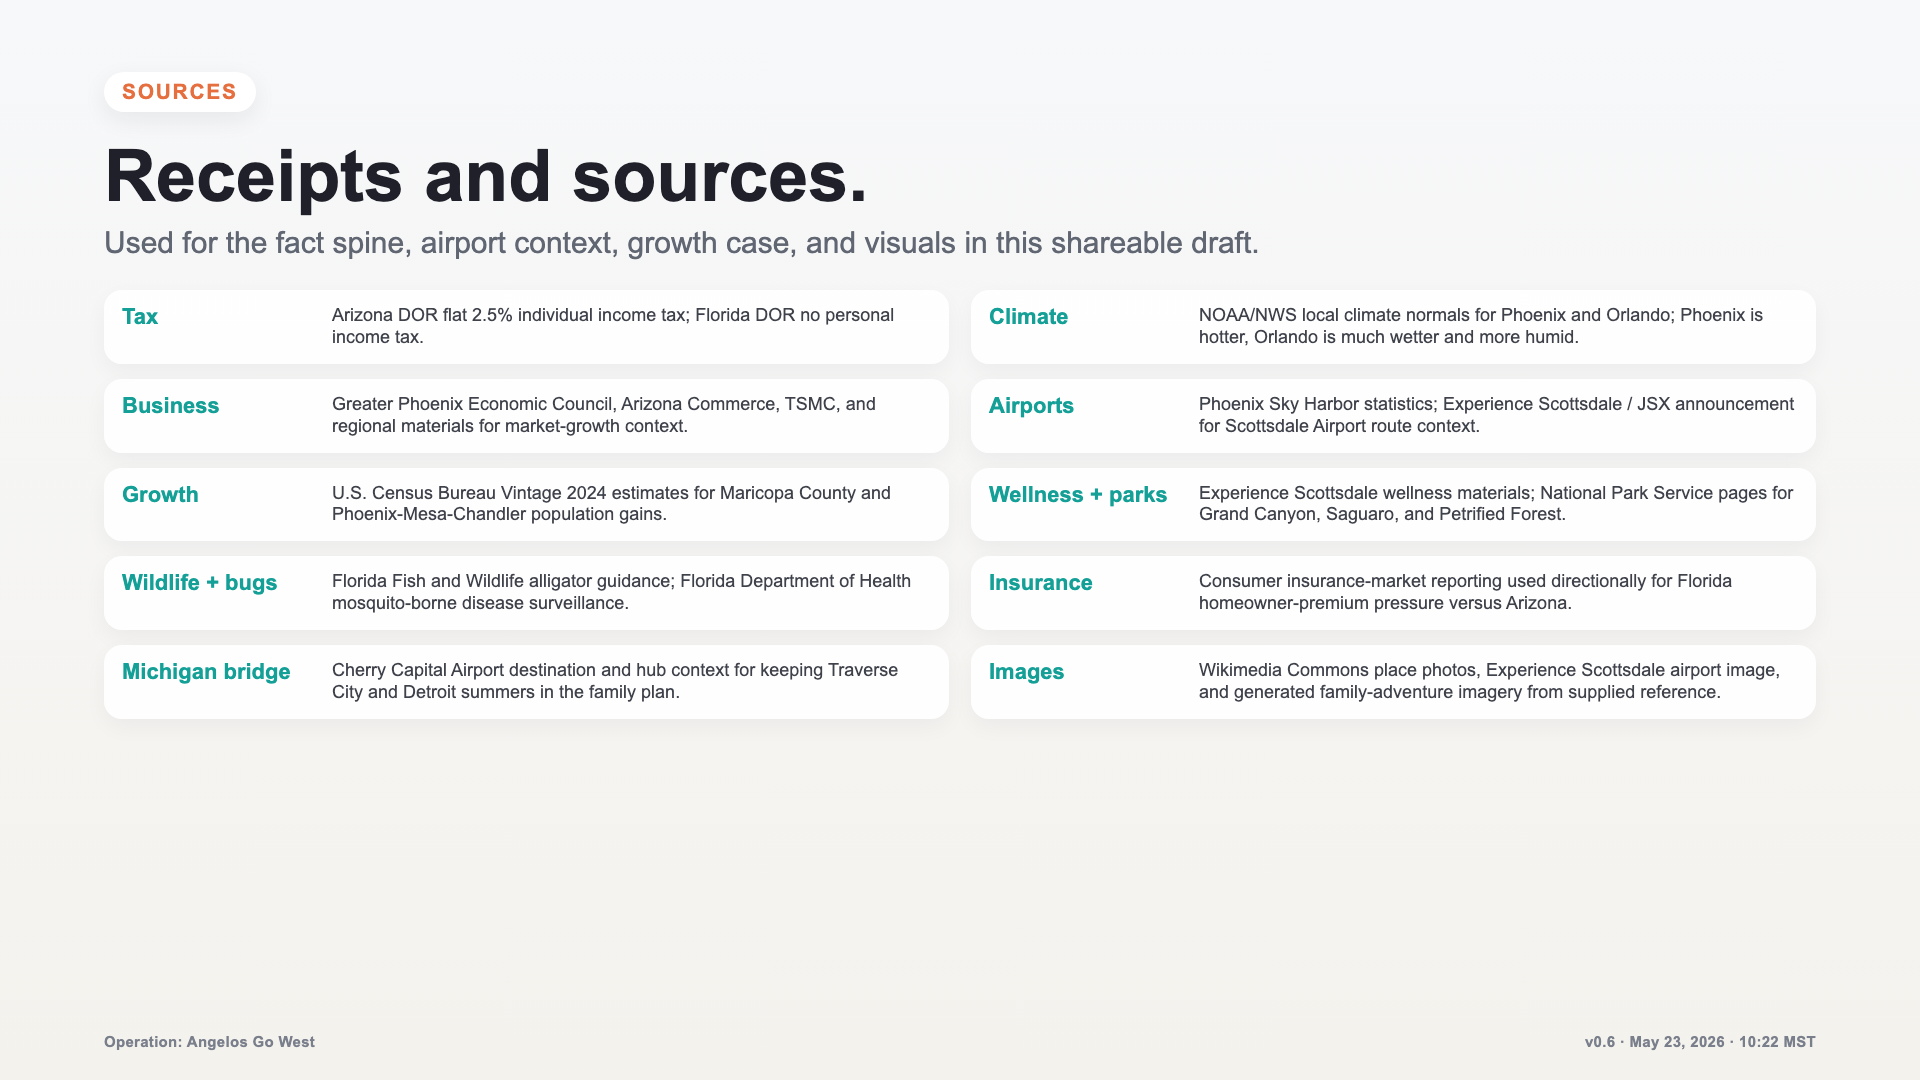 SOURCES
Receipts and sources.
Used for the fact spine, airport context, growth case, and visuals in this shareable draft.
Tax
Arizona DOR flat 2.5% individual income tax; Florida DOR no personal
income tax.
Climate
NOAA/NWS local climate normals for Phoenix and Orlando; Phoenix is
hotter, Orlando is much wetter and more humid.
Business
Greater Phoenix Economic Council, Arizona Commerce, TSMC, and
regional materials for market-growth context.
Airports
Phoenix Sky Harbor statistics; Experience Scottsdale / JSX announcement
for Scottsdale Airport route context.
Growth
U.S. Census Bureau Vintage 2024 estimates for Maricopa County and
Phoenix-Mesa-Chandler population gains.
Wellness + parks
Experience Scottsdale wellness materials; National Park Service pages for
Grand Canyon, Saguaro, and Petrified Forest.
Wildlife + bugs
Florida Fish and Wildlife alligator guidance; Florida Department of Health
mosquito-borne disease surveillance.
Insurance
Consumer insurance-market reporting used directionally for Florida
homeowner-premium pressure versus Arizona.
Michigan bridge
Cherry Capital Airport destination and hub context for keeping Traverse
City and Detroit summers in the family plan.
Images
Wikimedia Commons place photos, Experience Scottsdale airport image,
and generated family-adventure imagery from supplied reference.
Operation: Angelos Go West
v0.6 · May 23, 2026 · 10:22 MST